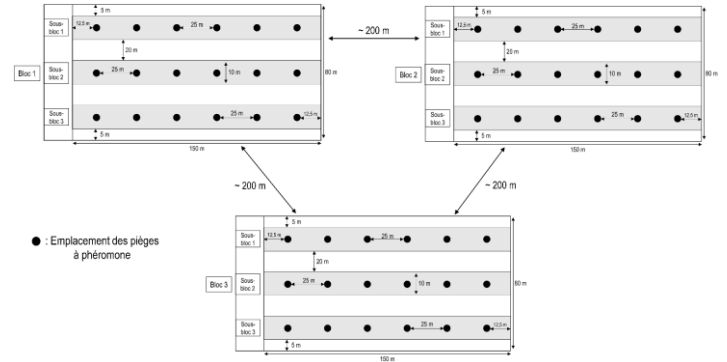 5 m
Sous-
bloc 1
12,5 m
25 m
20 m
Bloc 1
Sous-
bloc 2
25 m
10 m
80 m
Sous-
bloc 3
25 m
12,5 m
5 m
150 m
~ 200 m
5 m
Sous-
bloc 1
12,5 m
25 m
20 m
Bloc 2
Sous-
bloc 2
25 m
10 m
80 m
Sous-
bloc 3
25 m
12,5 m
5 m
150 m
~ 200 m
~ 200 m
: Emplacement des pièges
à phéromone
5 m
Sous-
bloc 1
12,5 m
25 m
20 m
Bloc 3
Sous-
bloc 2
25 m
10 m
80 m
Sous-
bloc 3
25 m
12,5 m
5 m
150 m